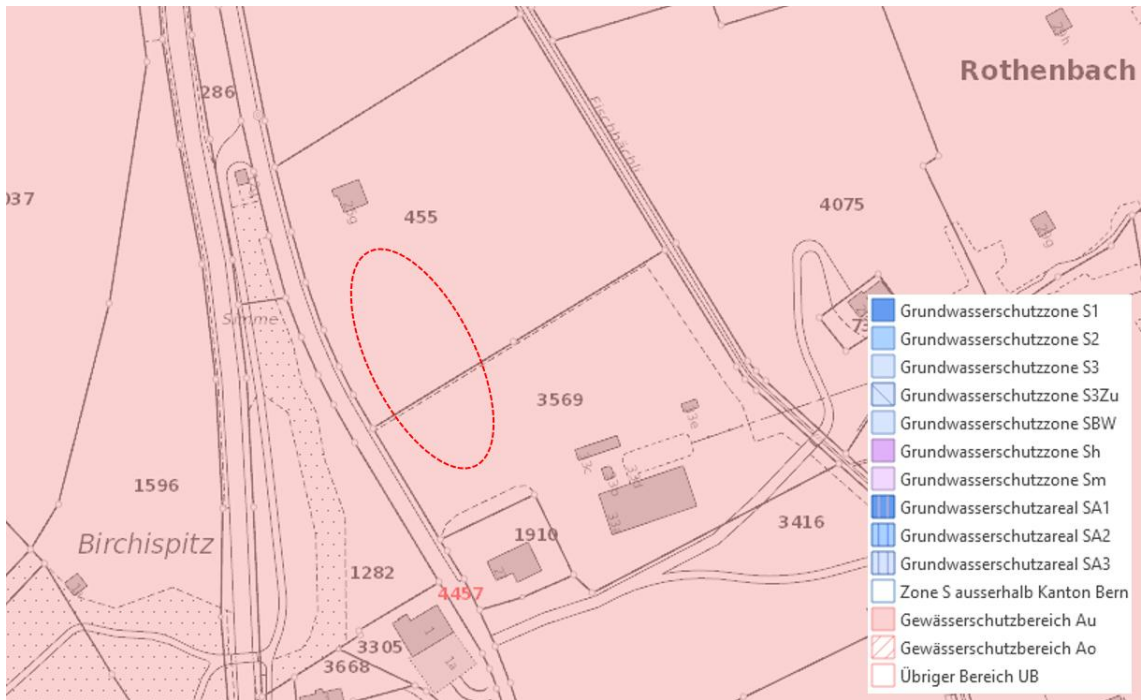 Rothenbach
286
Fischbächli
037
455
4075
Simme
3569
3e
1596
1910
3416
Birchispitz
1282
4457
3305
3668
Grundwasserschutzzone S1
Grundwasserschutzzone S2
Grundwasserschutzzone S3
Grundwasserschutzzone S3Zu
Grundwasserschutzzone SBW
Grundwasserschutzzone Sh
Grundwasserschutzzone Sm
Grundwasserschutzareal SA1
Grundwasserschutzareal SA2
Grundwasserschutzareal SA3
Zone S ausserhalb Kanton Bern
Gewässerschutzbereich Au
Gewässerschutzbereich Ao
Übriger Bereich UB